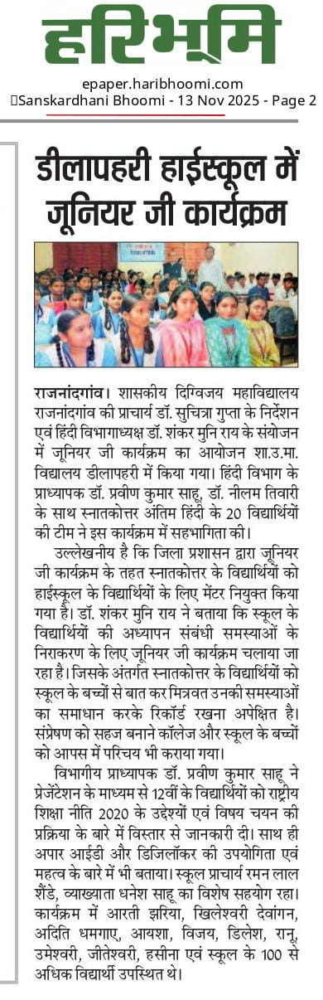 हरिभूमि
epaper.haribhoomi.com
Sanskardhani Bhoomi - 13 Nov 2025 - Page 2
डीलापहरी हाईस्कूल में
जूनियर जी कार्यक्रम
राजनांदगांव। शासकीय दिग्विजय महाविद्यालय
राजनांदगांव की प्राचार्य डॉ. सुचित्रा गुप्ता के निर्देशन
एवं हिंदी विभागाध्यक्ष डॉ. शंकर मुनि राय के संयोजन
में जूनियर जी कार्यक्रम का आयोजन शा.उ.मा.
विद्यालय डीलापहरी में किया गया। हिंदी विभाग के
प्राध्यापक डॉ. प्रवीण कुमार साहू, डॉ. नीलम तिवारी
के साथ स्नातकोत्तर अंतिम हिंदी के 20 विद्यार्थियों
की टीम ने इस कार्यक्रम में सहभागिता की।
उल्लेखनीय है कि जिला प्रशासन द्वारा जूनियर
जी कार्यक्रम के तहत स्नातकोत्तर के विद्यार्थियों को
हाईस्कूल के विद्यार्थियों के लिए मेंटर नियुक्त किया
गया है। डॉ. शंकर मुनि राय ने बताया कि स्कूल के
विद्यार्थियों की अध्यापन संबंधी समस्याओं के
निराकरण के लिए जूनियर जी कार्यक्रम चलाया जा
रहा है। जिसके अंतर्गत स्नातकोत्तर के विद्यार्थियों को
स्कूल के बच्चों से बात कर मित्रवत उनकी समस्याओं
का समाधान करके रिकॉर्ड रखना अपेक्षित है।
संप्रेषण को सहज बनाने कॉलेज और स्कूल के बच्चों
को आपस में परिचय भी कराया गया।
विभागीय प्राध्यापक डॉ. प्रवीण कुमार साहू ने
प्रेजेंटेशन के माध्यम से 12वीं के विद्यार्थियों को राष्ट्रीय
शिक्षा नीति 2020 के उद्देश्यों एवं विषय चयन की
प्रक्रिया के बारे में विस्तार से जानकारी दी। साथ ही
अपार आईडी और डिजिलॉकर की उपयोगिता एवं
महत्व के बारे में भी बताया। स्कूल प्राचार्य रमन लाल
शैंडे, व्याख्याता धनेश साहू का विशेष सहयोग रहा।
कार्यक्रम में आरती झरिया, खिलेश्वरी देवांगन,
अदिति धमगाए, आयशा, विजय, डिलेश, रानू,
उमेश्वरी, जीतेश्वरी, हसीना एवं स्कूल के 100 से
अधिक विद्यार्थी उपस्थित थे।